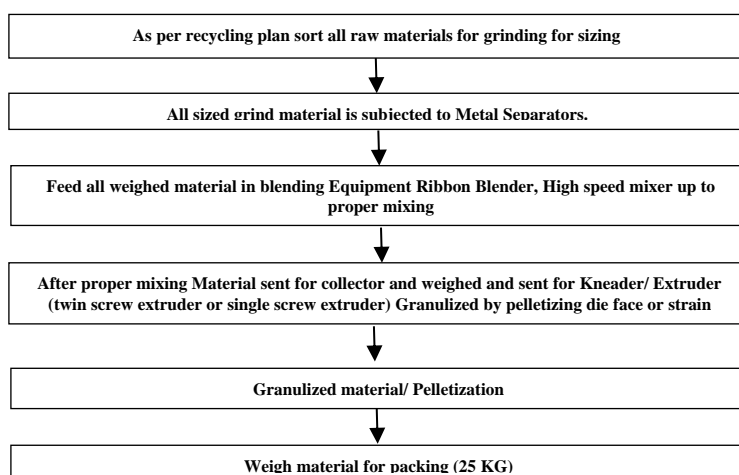 As per recycling plan sort all raw materials for grinding for sizing
All sized grind material is subjected to Metal Separators.
Feed all weighed material in blending Equipment Ribbon Blender, High speed mixer up to
proper mixing
After proper mixing Material sent for collector and weighed and sent for Kneader/ Extruder
(twin screw extruder or single screw extruder) Granulized by pelletizing die face or strain
Granulized material/ Pelletization
Weigh material for packing (25 KG)